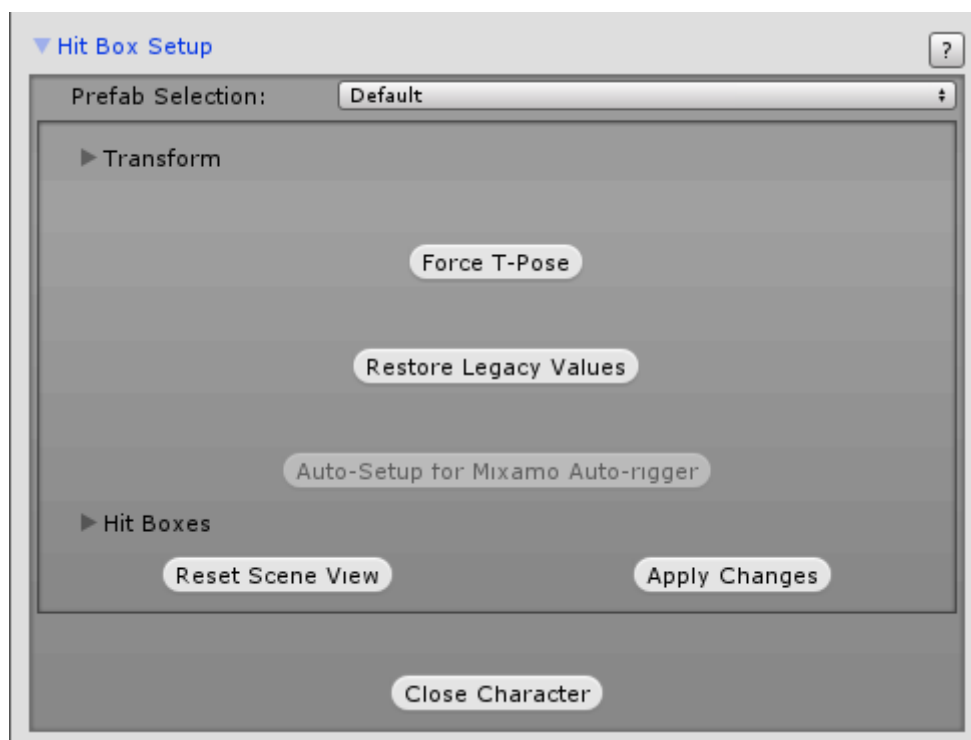 Hit Box Setup
?
Prefab Selection: Default
Transform
Force T-Pose
Restore Legacy Values
Auto-Setup for Mixamo Auto-rigger
Hit Boxes
Reset Scene View Apply Changes
Close Character